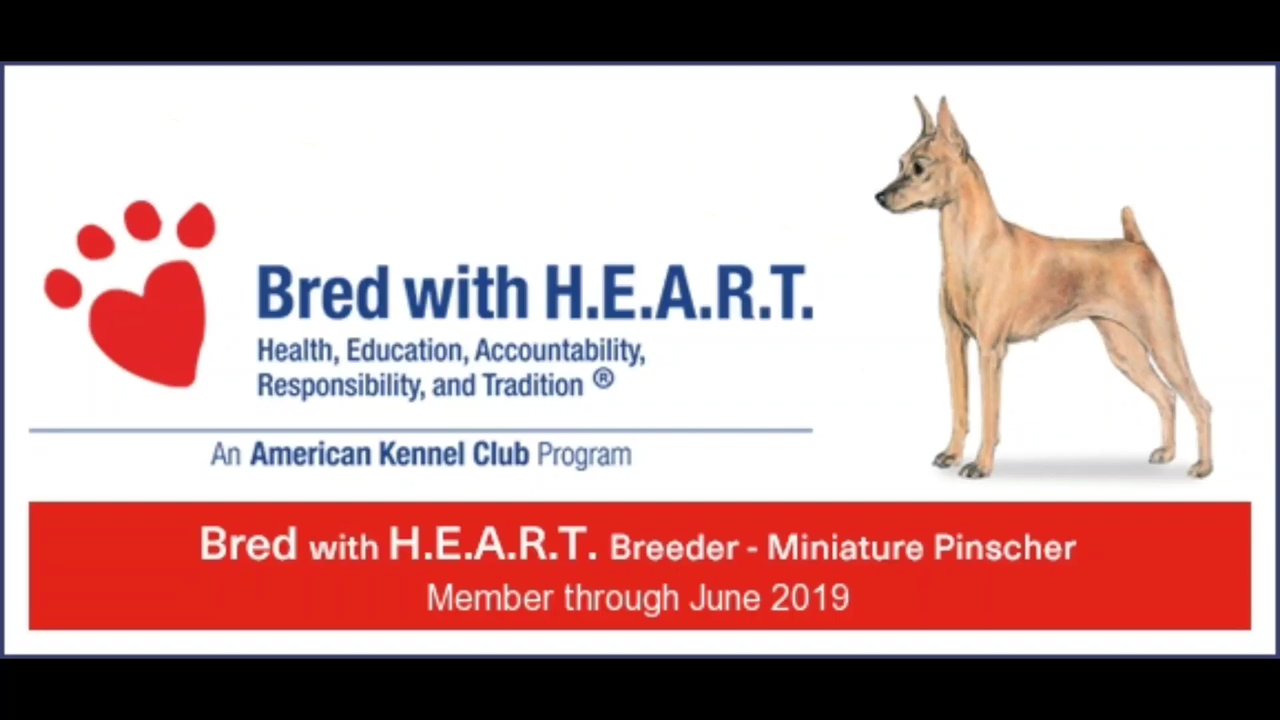 Bred with H.E.A.R.T.
Health, Education, Accountability,
Responsibility, and Tradition ®
An American Kennel Club Program
Bred with H.E.A.R.T. Breeder - Miniature Pinscher
Member through June 2019